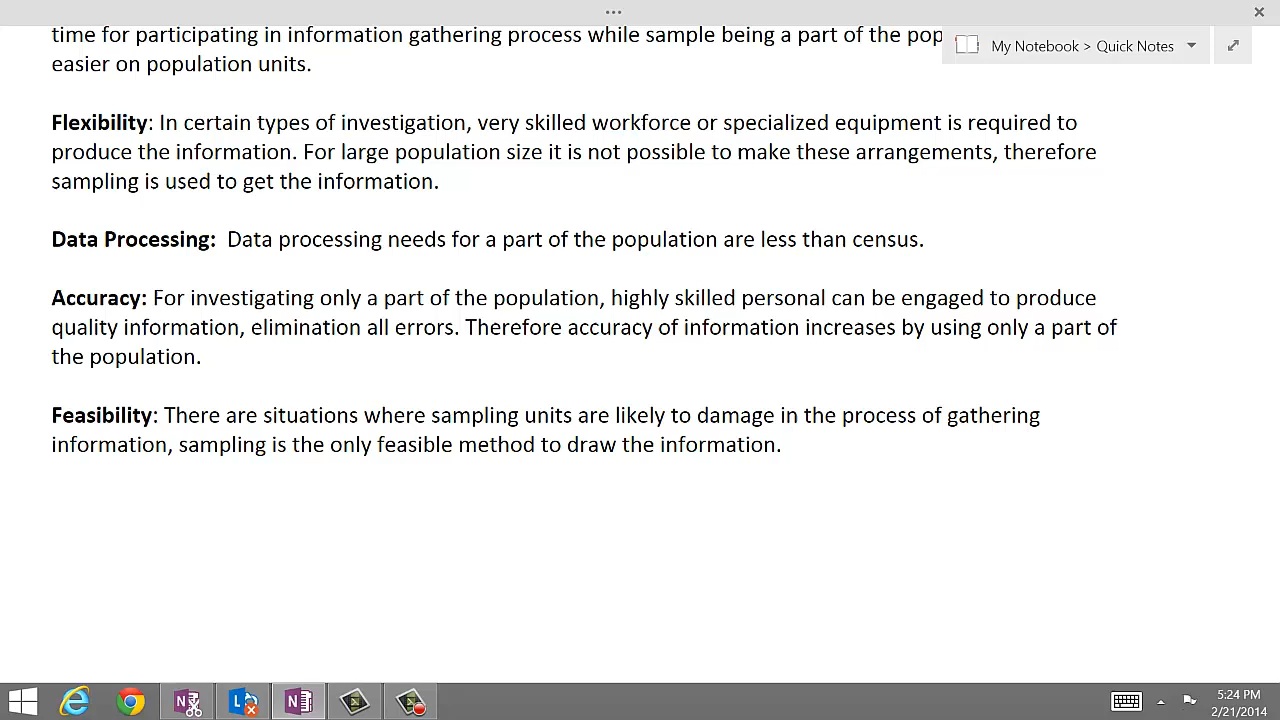 time for participating in information gathering process while sample being a part of the pop
My Notebook > Quick Notes
easier on population units.
Flexibility: In certain types of investigation, very skilled workforce or specialized equipment is required to
produce the information. For large population size it is not possible to make these arrangements, therefore
sampling is used to get the information.
Data Processing: Data processing needs for a part of the population are less than census.
Accuracy: For investigating only a part of the population, highly skilled personal can be engaged to produce
quality information, elimination all errors. Therefore accuracy of information increases by using only a part of
the population.
Feasibility: There are situations where sampling units are likely to damage in the process of gathering
information, sampling is the only feasible method to draw the information.
5:24 PM
2/21/2014